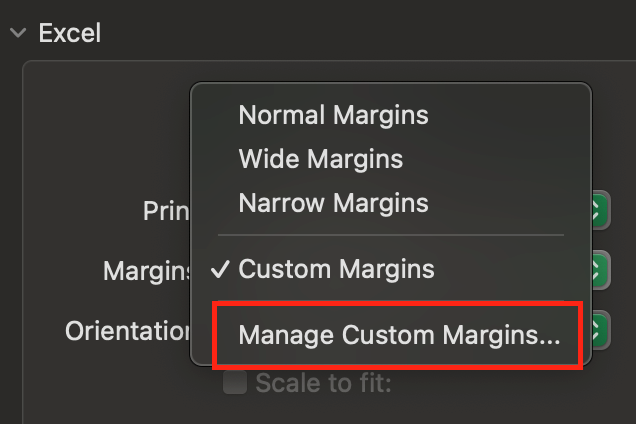 Excel
Normal Margins
Wide Margins
Narrow Margins
Prin
Margins
Custom Margins
Orientation
Manage Custom Margins...
Scale to fit: